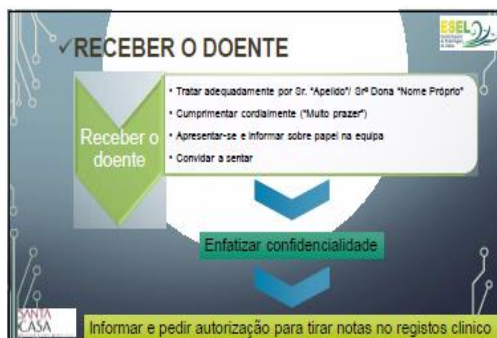 ESEL
✓RECEBER O DOENTE
Receber o
doente
• Tratar adequadamente por Sr. "Apelido"/ Srª Dona "Nome Próprio"
• Cumprimentar cordialmente ("Muito prazer")
• Apresentar-se e informar sobre papel na equipa
• Convidar a sentar
Enfatizar confidencialidade
Informar e pedir autorização para tirar notas no registos clinico
SANTA
CASA